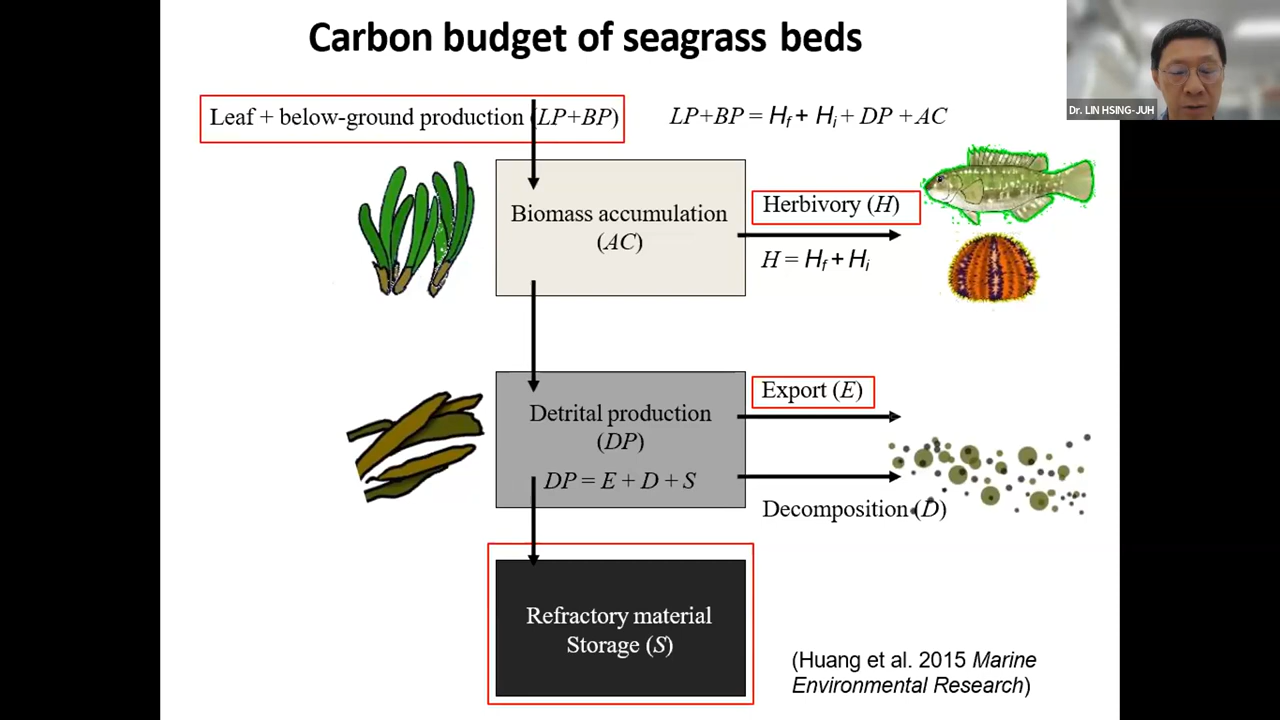 Carbon budget of seagrass beds
Dr. LIN HSING-JUH
Leaf + below-ground production (LP+BP)
LP+BP = Hf + Hi + DP + AC
Biomass accumulation
(AC)
Herbivory (H)
H = Hf + Hi
Detrital production
(DP)
DP = E + D + S
Export (E)
Decomposition (D)
Refractory material
Storage (S)
(Huang et al. 2015 Marine
Environmental Research)